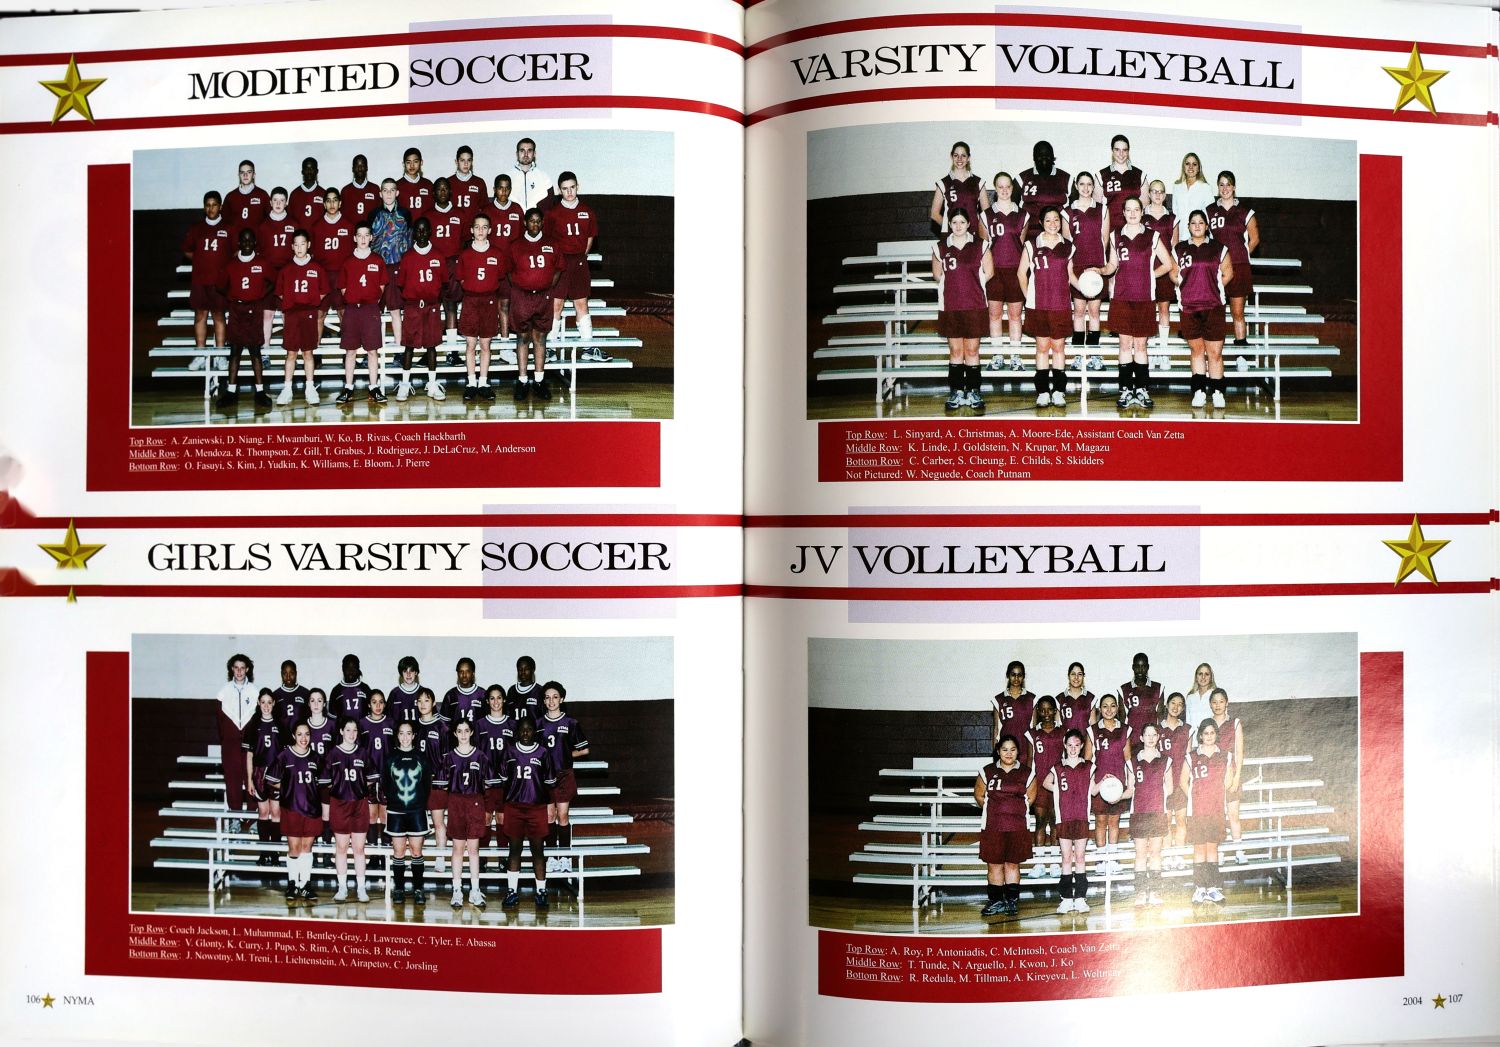 MODIFIED SOCCER
Top Row: A. Zaniewski, D. Niang, F. Mwamburi, W. Ko, B. Rivas, Coach Hackbarth
Middle Row: A. Mendoza, R. Thompson, Z. Gill, T. Grabus, J. Rodriguez, J. DeLaCruz, M. Anderson
Bottom Row: O. Fasuyi, S. Kim, J. Yudkin, K. Williams, E. Bloom, J. Pierre
GIRLS VARSITY SOCCER
Top Row: Coach Jackson, L. Muhammad, E. Bentley-Gray, J. Lawrence, C. Tyler, E. Abassa
Middle Row: V. Glonty, K. Curry, J. Pupo, S. Rim, A. Cincis, B. Rende
Bottom Row: J. Nowotny, M. Treni, L. Lichtenstein, A. Airapetov, C. Jorsling
106 NYMA
VARSITY VOLLEYBALL
Top Row: L. Sinyard, A. Christmas, A. Moore-Ede, Assistant Coach Van Zetta
Middle Row: K. Linde, J. Goldstein, N. Krupar, M. Magazu
Bottom Row: C. Carber, S. Cheung, E. Childs, S. Skidders
Not Pictured: W. Neguede, Coach Putnam
JV VOLLEYBALL
Top Row: A. Roy, P. Antoniadis, C. McIntosh, Coach Van Zetta
Middle Row: T. Tunde, N. Arguello, J. Kwon, J. Ko
Bottom Row: R. Redula, M. Tillman, A. Kireyeva, L. Weltman
2004 107